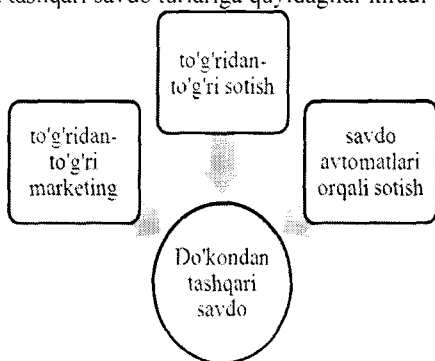 tashqari savdo turlariga quyidagilar kiradi
to'g'ridan-
to'g'ri sotish
to'g'ridan-
to'g'ri
marketing
savdo
avtomatlari
orqali sotish
Do'kondan
tashqari
savdo